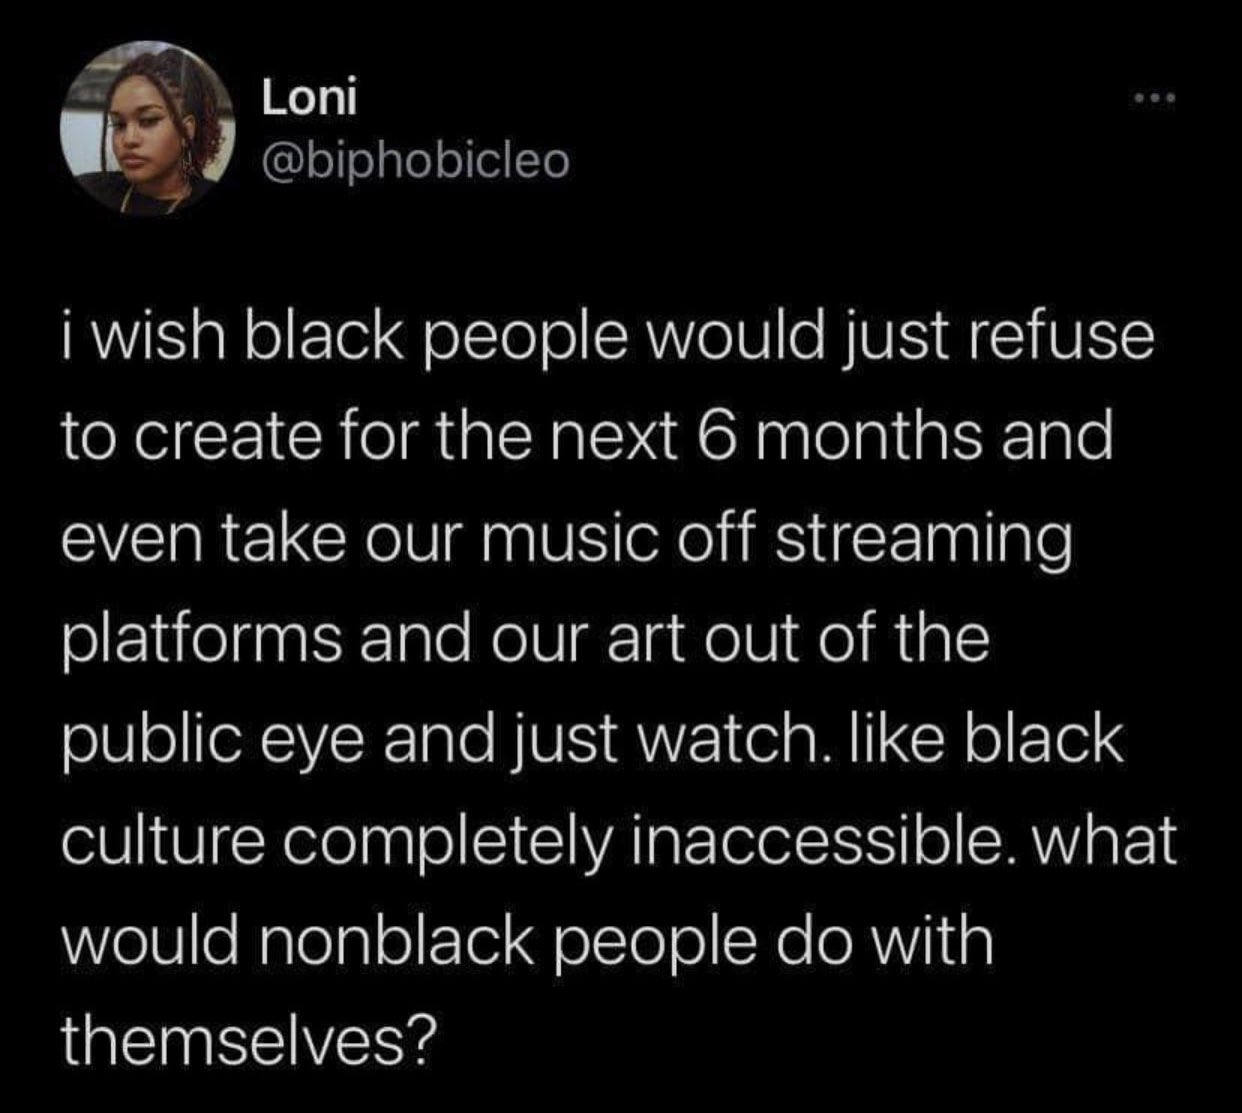 Loni
@biphobicleo
i wish black people would just refuse
to create for the next 6 months and
even take our music off streaming
platforms and our art out of the
public eye and just watch. like black
culture completely inaccessible. what
would nonblack people do with
themselves?